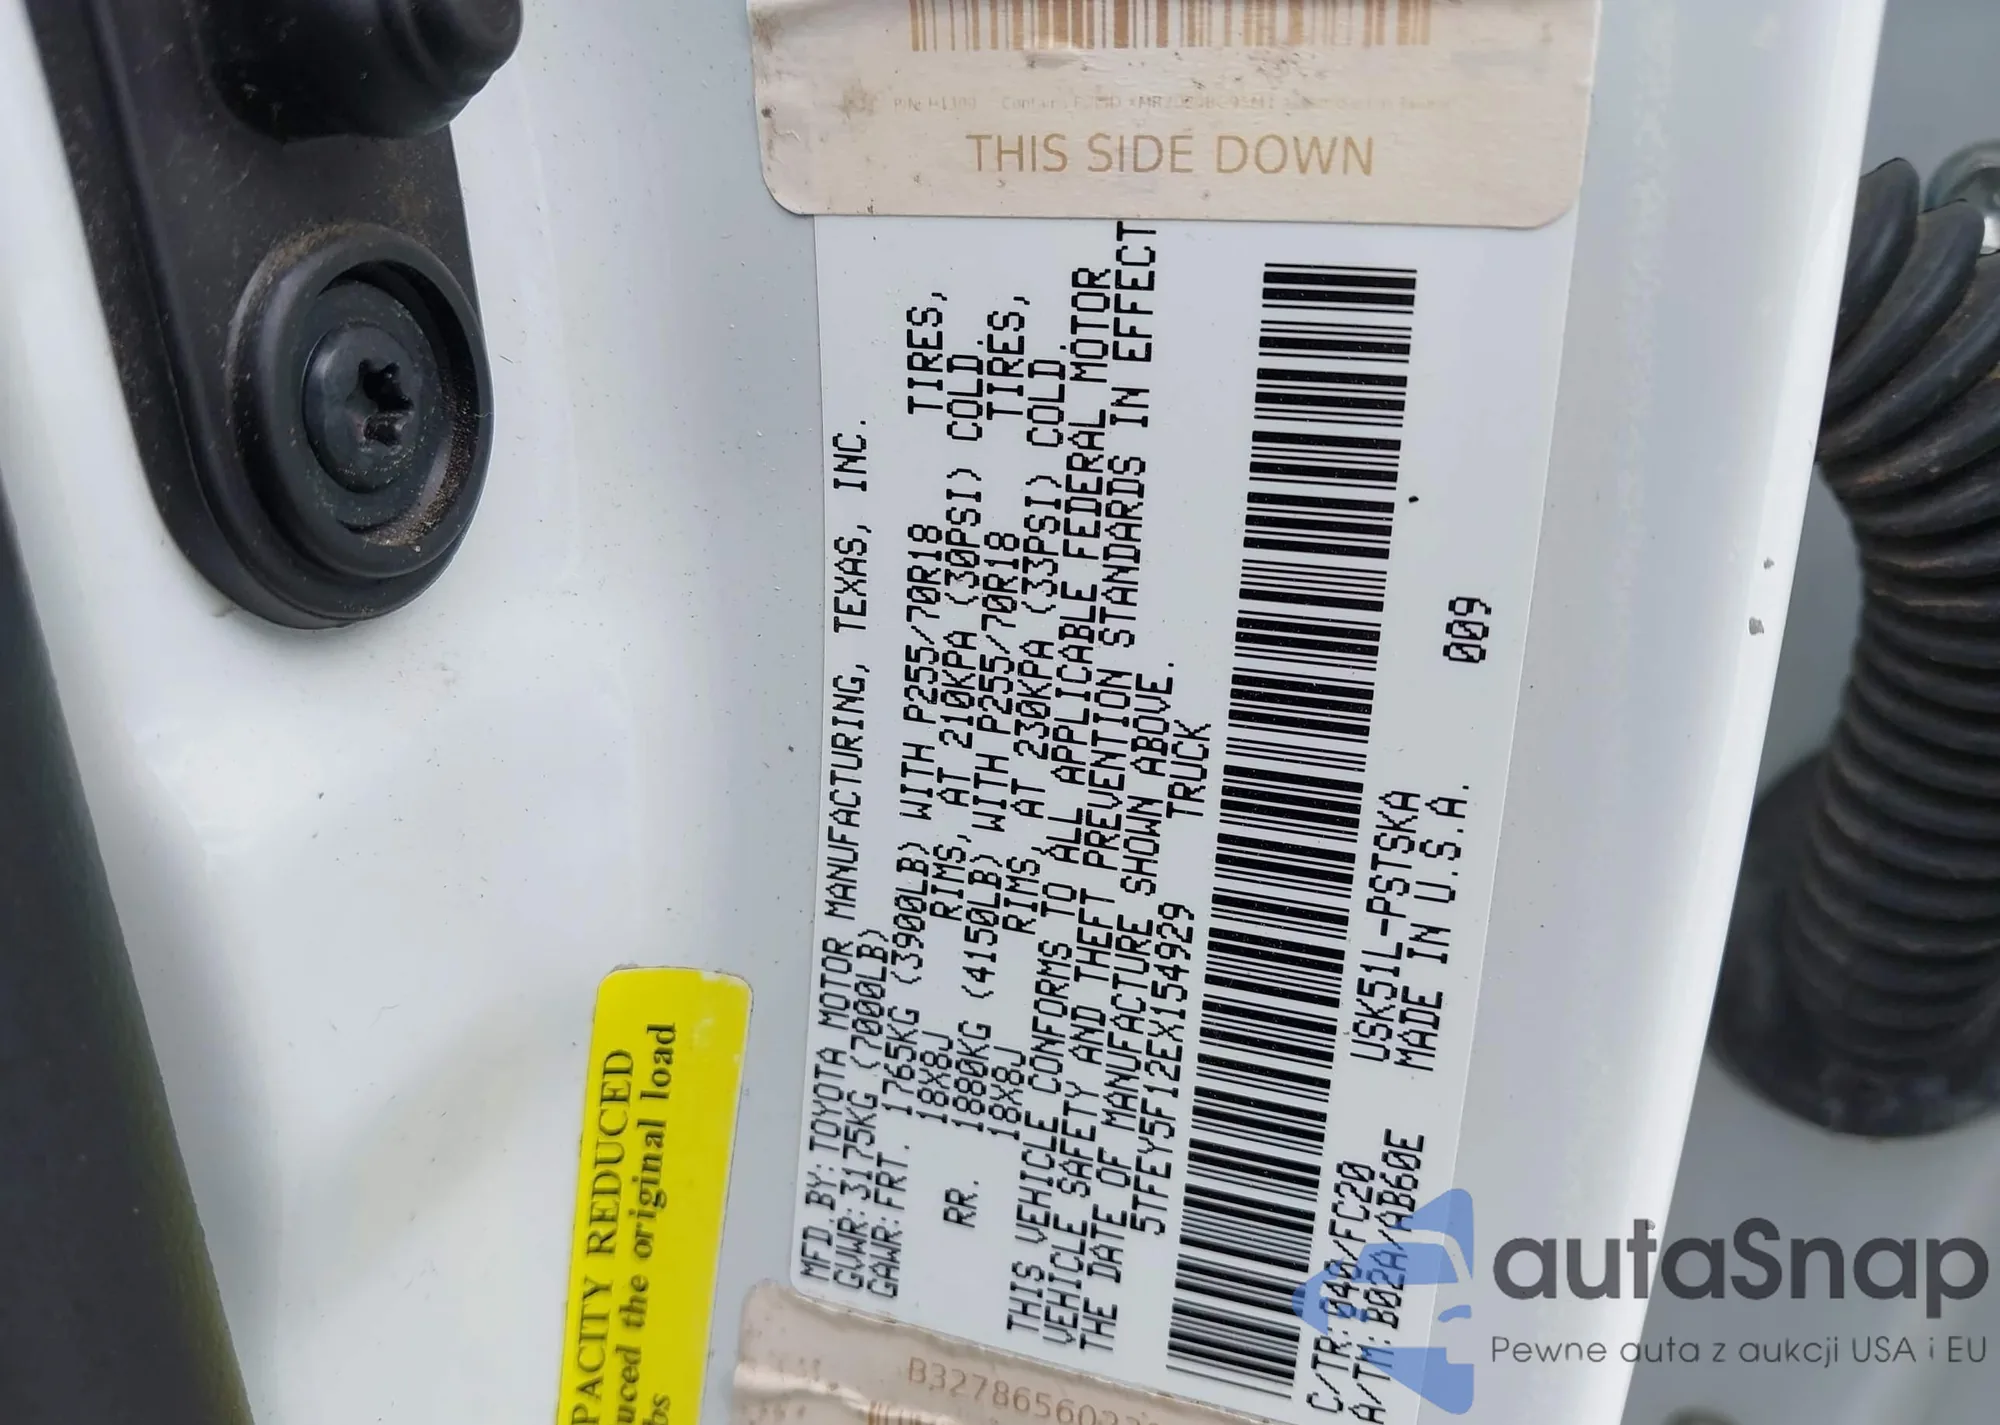 THIS SIDE DOWN
MFD.BY:TOYOTA MOTOR MANUFACTURING, TEXAS, INC.
GVWR:3175KG (7000LB)
GAWR:FRT. 1765KG (3900LB) WITH P255/70R18 TIRES,
18X8J RIMS, AT 210KPA (30PSI) COLD.
RR. 1880KG (4150LB) WITH P255/70R18 TIRES,
18X8J RIMS, AT 230KPA (33PSI) COLD.
THIS VEHICLE CONFORMS TO ALL APPLICABLE FEDERAL MOTOR
VEHICLE SAFETY AND THEFT PREVENTION STANDARDS IN EFFECT
THE DATE OF MANUFACTURE SHOWN ABOVE.
5TFEY5F12EX154929 TRUCK
C/TR:040/FC20 USK51L-PSTSKA 009
A/TM:B02A/AB60E MADE IN U.S.A.
PACITY REDUCED
uced the original load
bs
autoSnap
Pewne auta z aukcji USA i EU